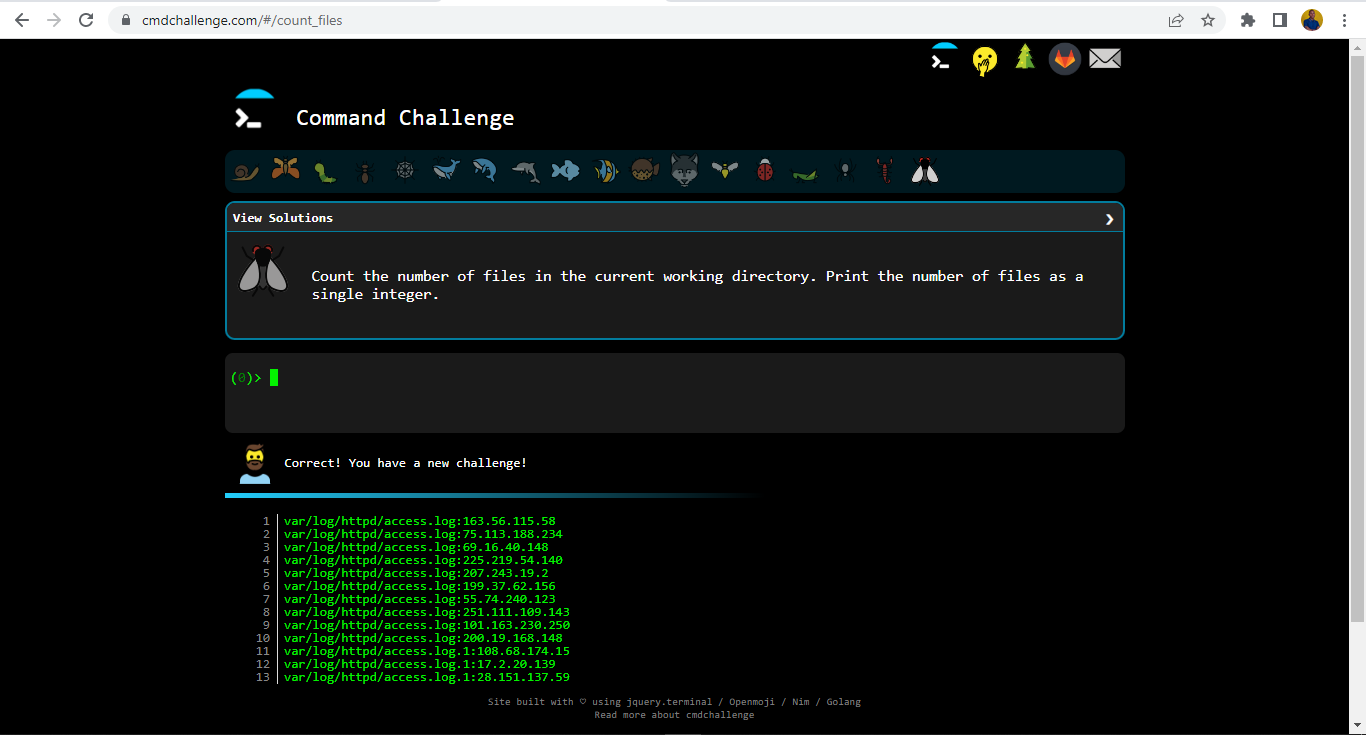 cmdchallenge.com/#/count_files
Command Challenge
View Solutions
Count the number of files in the current working directory. Print the number of files as a
single integer.
(0)>
Correct! You have a new challenge!
1 var/log/httpd/access.log:163.56.115.58
2 var/log/httpd/access.log:75.113.188.234
3 var/log/httpd/access.log:69.16.40.148
4 var/log/httpd/access.log:225.219.54.140
5 var/log/httpd/access.log:207.243.19.2
6 var/log/httpd/access.log:199.37.62.156
7 var/log/httpd/access.log:55.74.240.123
8 var/log/httpd/access.log:251.111.109.143
9 var/log/httpd/access.log:101.163.230.250
10 var/log/httpd/access.log:200.19.168.148
11 var/log/httpd/access.log.1:108.68.174.15
12 var/log/httpd/access.log.1:17.2.20.139
13 var/log/httpd/access.log.1:28.151.137.59
Site built with ♡ using jquery.terminal / Openmoji / Nim / Golang
Read more about cmdchallenge